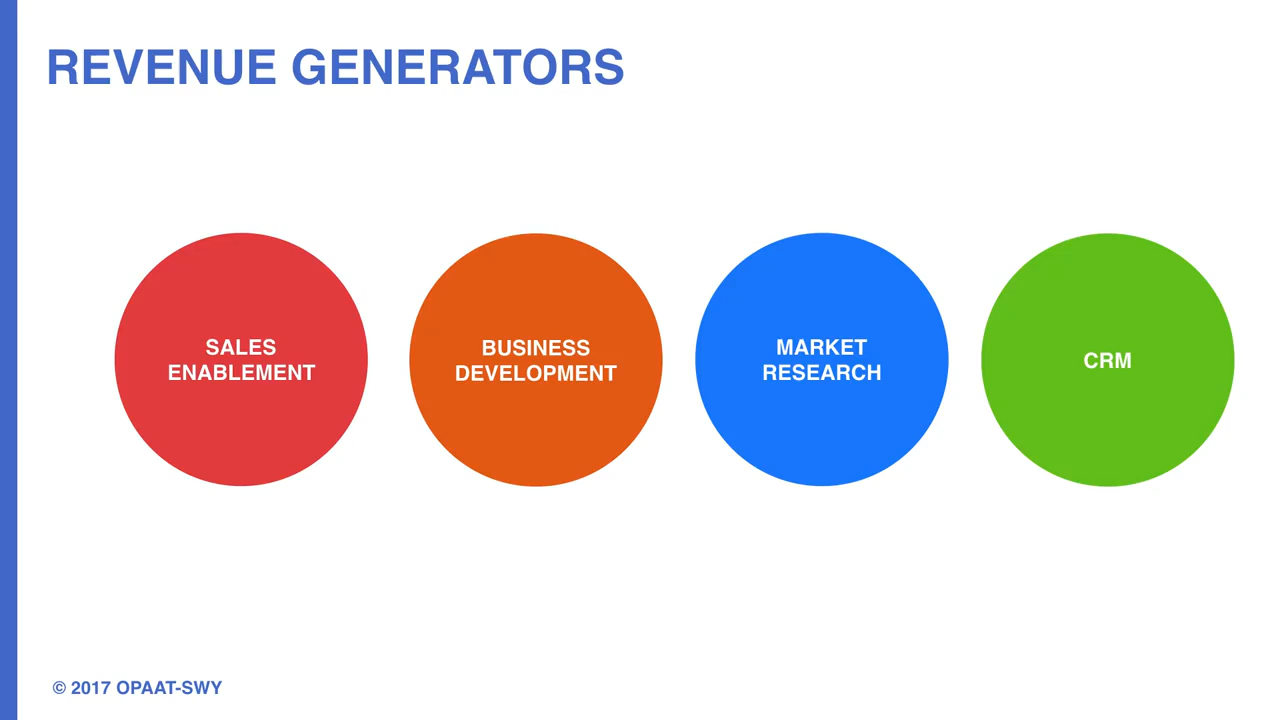 REVENUE GENERATORS
SALES
ENABLEMENT
BUSINESS
DEVELOPMENT
MARKET
RESEARCH
CRM
© 2017 OPAAT-SWY